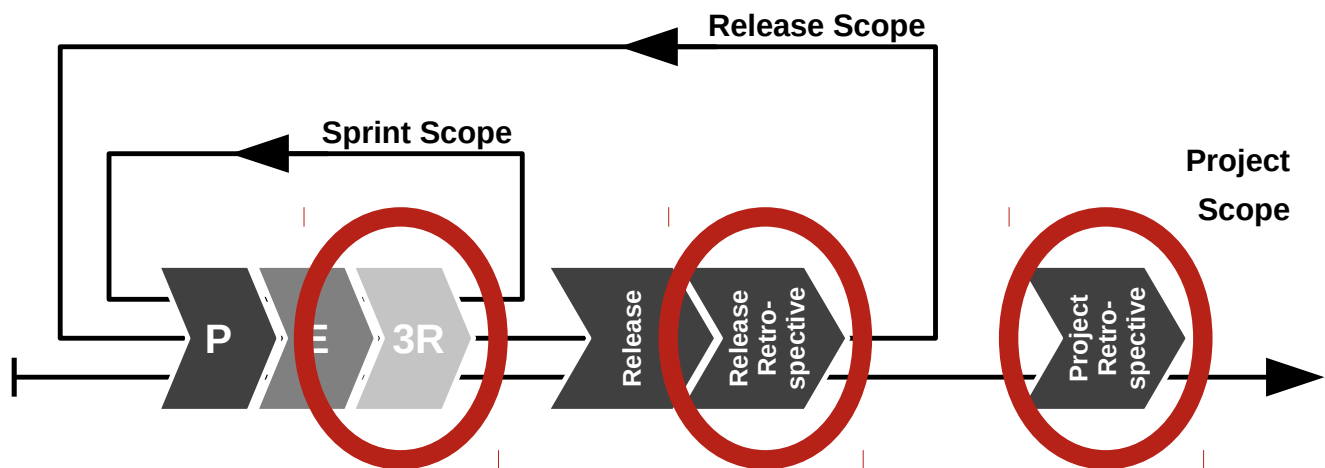 Release Scope
Sprint Scope
Project
Scope
P
E
3R
Release
Release
Retro-
spective
Project
Retro-
spective